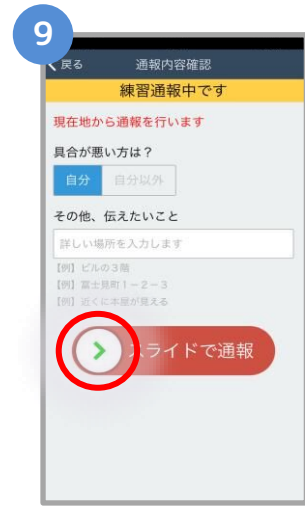 9
戻る 通報内容確認
練習通報中です
現在地から通報を行います
具合が悪い方は？
自分 自分以外
その他、伝えたいこと
詳しい場所を入力します
【例】ビルの３階
【例】富士見町１－２－３
【例】近くに本屋が見える
スライドで通報